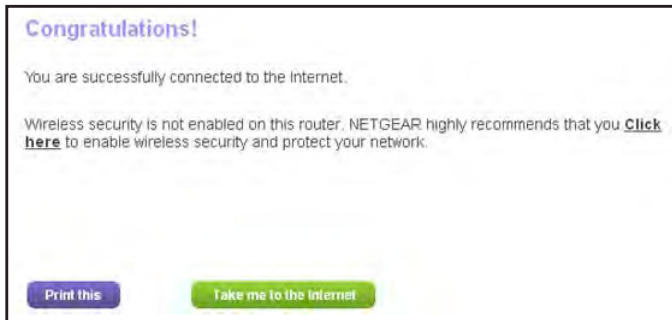 Congratulations!
You are successfully connected to the Internet.
Wireless security is not enabled on this router. NETGEAR highly recommends that you Click
here to enable wireless security and protect your network.
Print this
Take me to the Internet